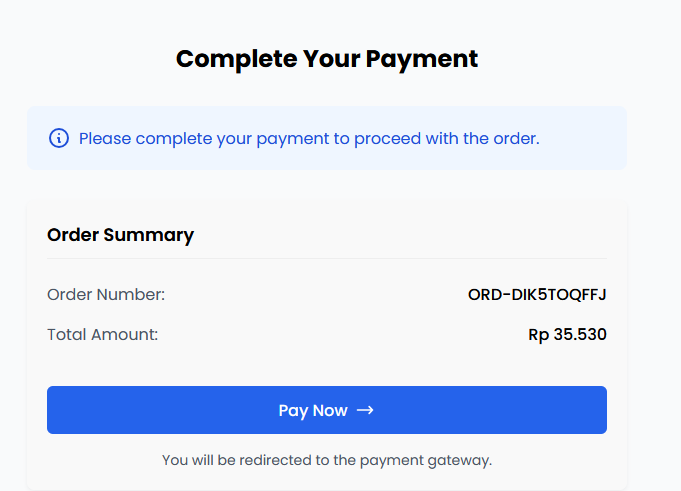 Complete Your Payment
Please complete your payment to proceed with the order.
Order Summary
Order Number: ORD-DIK5TOQFFJ
Total Amount: Rp 35.530
Pay Now →
You will be redirected to the payment gateway.